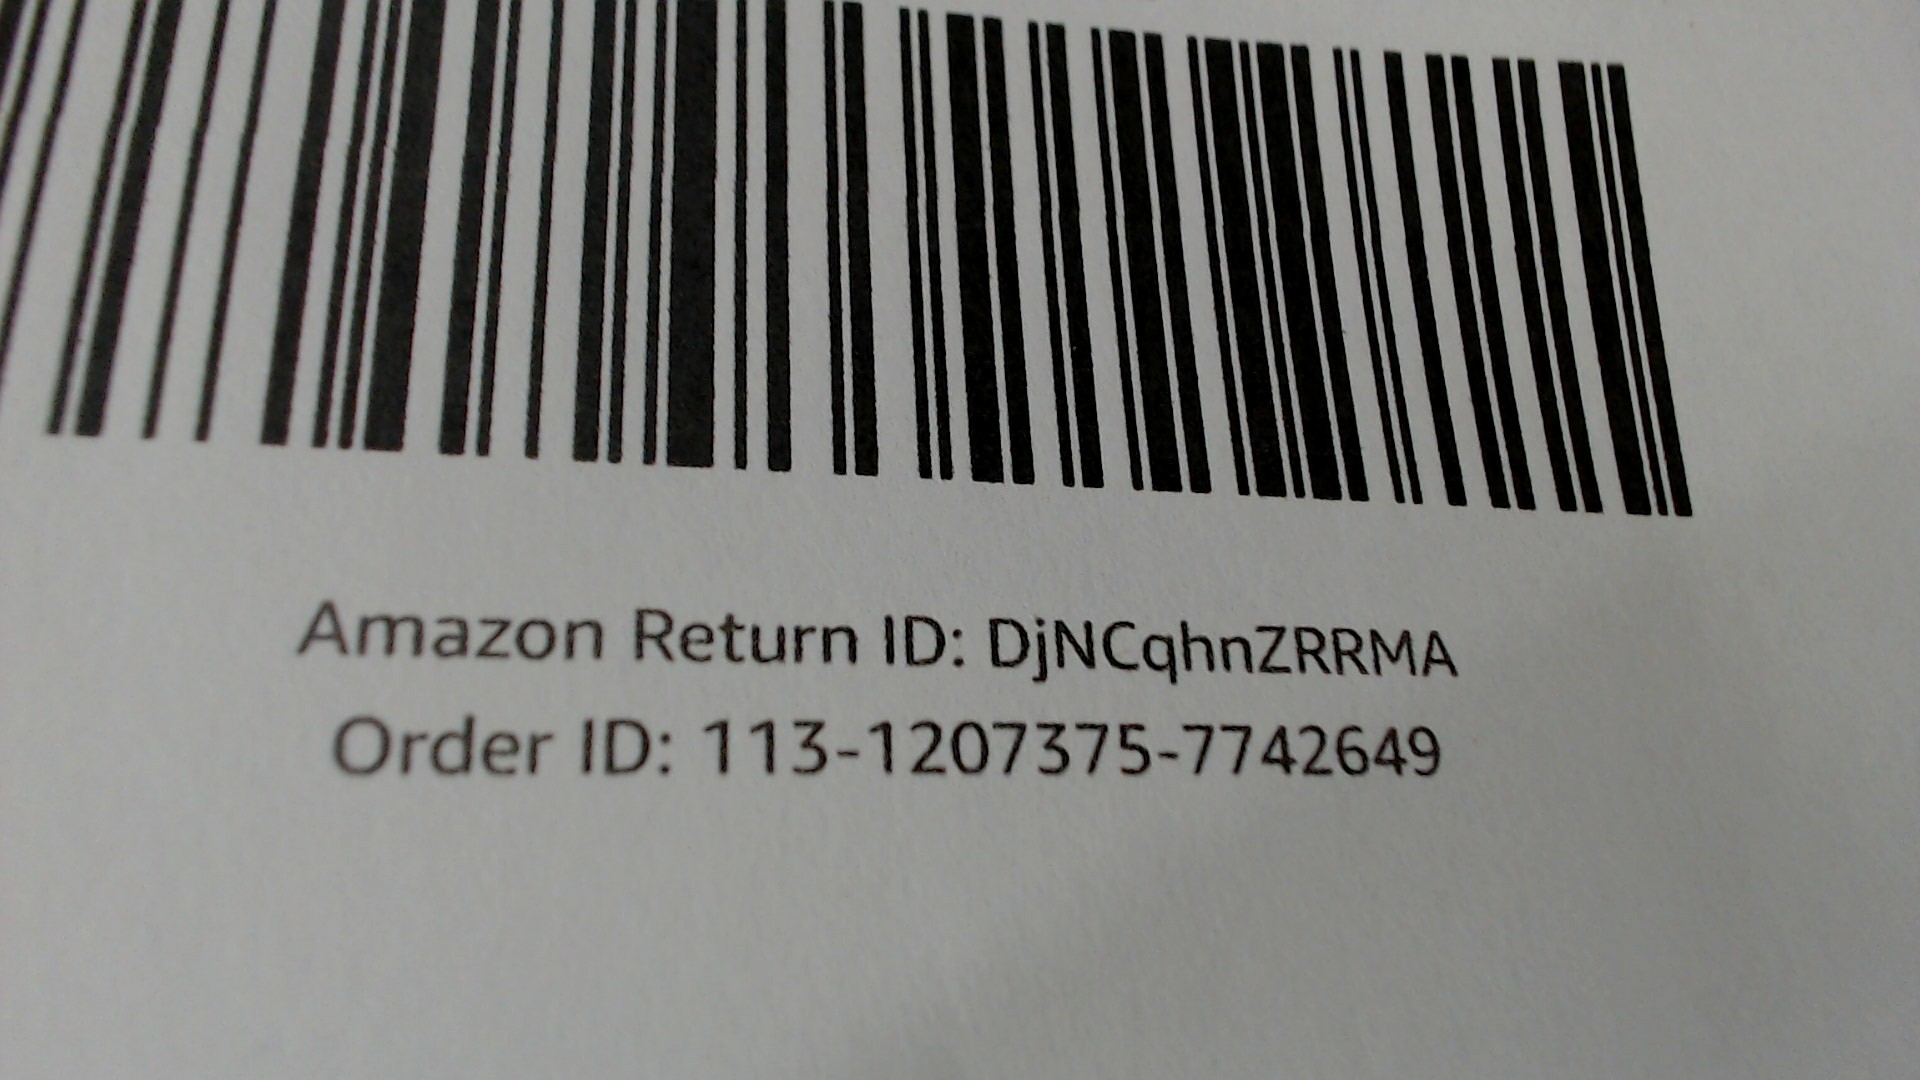 Amazon Return ID: DjNCqhnZRRMA
Order ID: 113-1207375-7742649